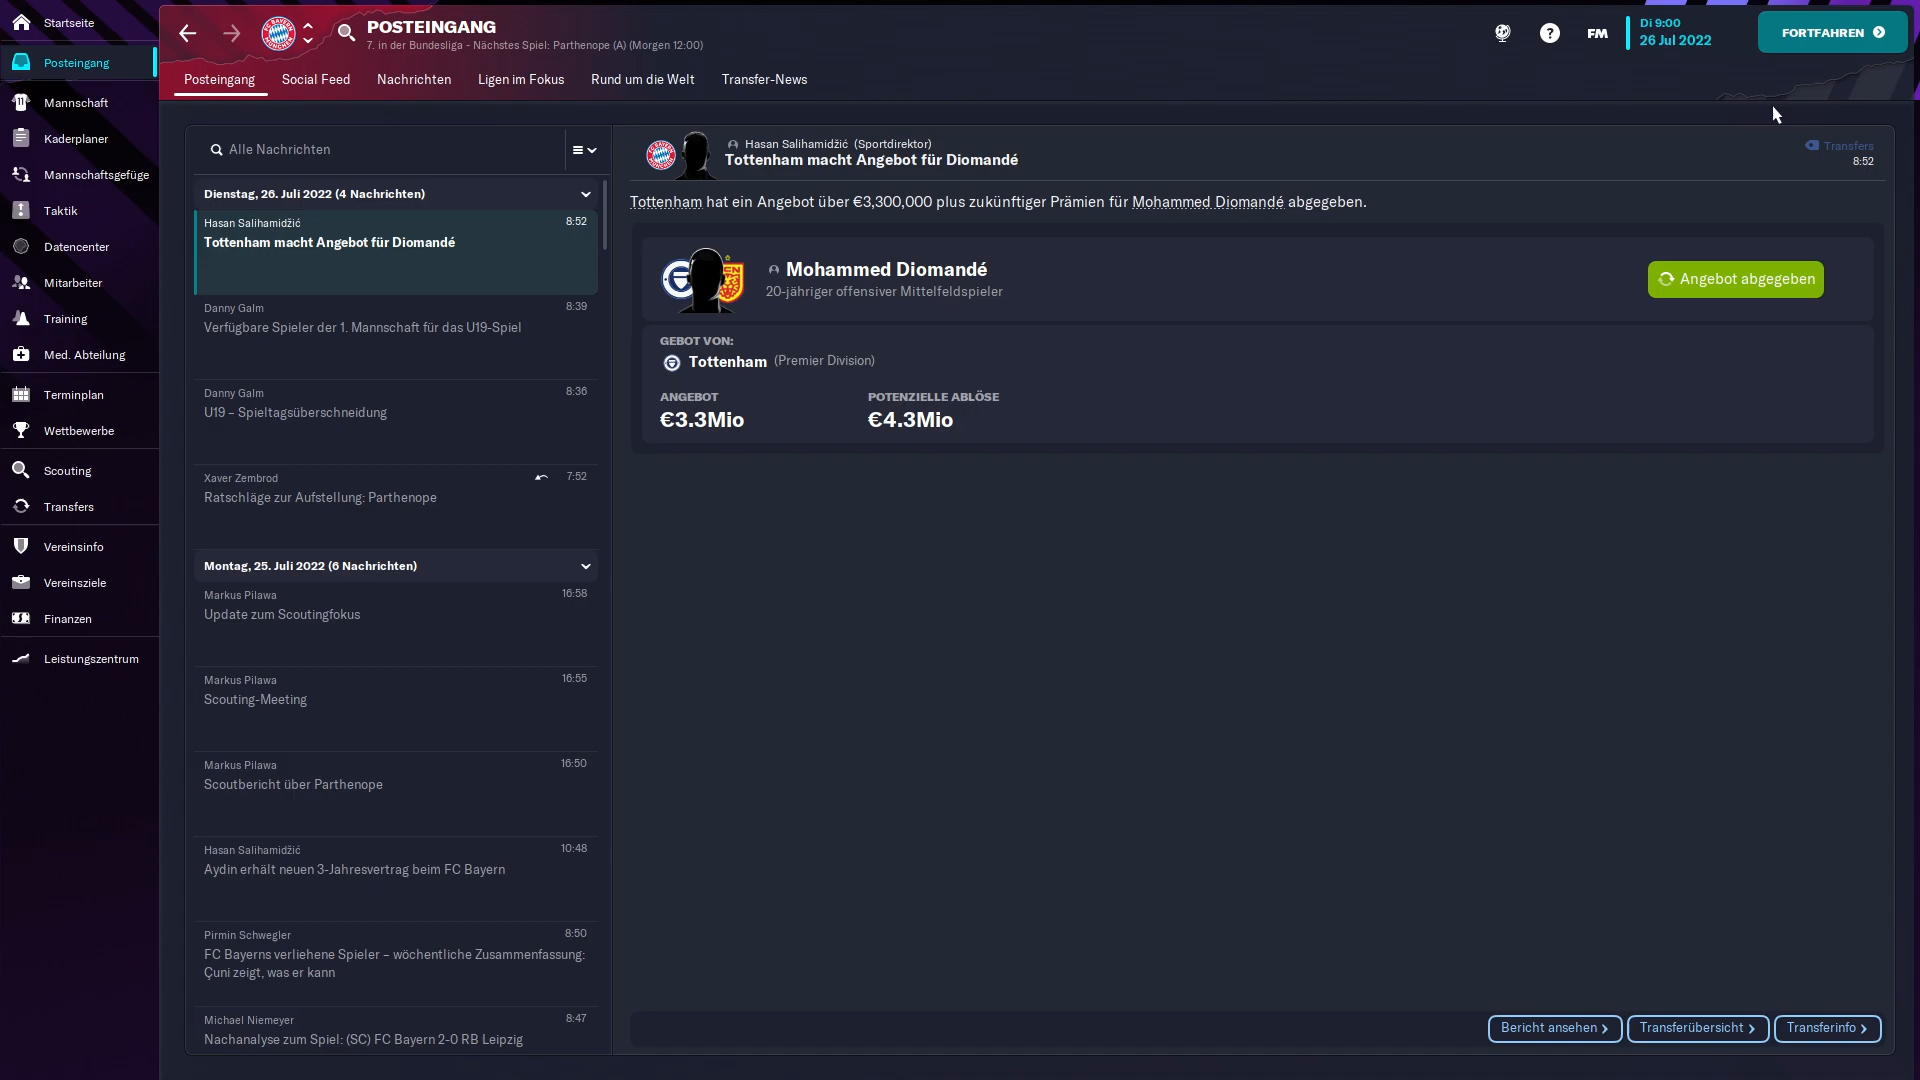 Startseite
Posteingang
Mannschaft
Kaderplaner
Mannschaftsgefüge
Taktik
Datencenter
Mitarbeiter
Training
Med. Abteilung
Terminplan
Wettbewerbe
Scouting
Transfers
Vereinsinfo
Vereinsziele
Finanzen
Leistungszentrum
POSTEINGANG
7. in der Bundesliga - Nächstes Spiel: Parthenope (A) (Morgen 12:00)
FM
Di 9:00
26 Jul 2022
FORTFAHREN
Posteingang Social Feed Nachrichten Ligen im Fokus Rund um die Welt Transfer-News
Alle Nachrichten
Dienstag, 26. Juli 2022 (4 Nachrichten)
Hasan Salihamidžić 8:52
Tottenham macht Angebot für Diomandé
Danny Galm 8:39
Verfügbare Spieler der 1. Mannschaft für das U19-Spiel
Danny Galm 8:36
U19 – Spieltagsüberschneidung
Xaver Zembrod 7:52
Ratschläge zur Aufstellung: Parthenope
Montag, 25. Juli 2022 (6 Nachrichten)
Markus Pilawa 16:58
Update zum Scoutingfokus
Markus Pilawa 16:55
Scouting-Meeting
Markus Pilawa 16:50
Scoutbericht über Parthenope
Hasan Salihamidžić 10:48
Aydin erhält neuen 3-Jahresvertrag beim FC Bayern
Pirmin Schwegler 8:50
FC Bayerns verliehene Spieler – wöchentliche Zusammenfassung:
Çuni zeigt, was er kann
Michael Niemeyer 8:47
Nachanalyse zum Spiel: (SC) FC Bayern 2-0 RB Leipzig
Hasan Salihamidžić (Sportdirektor)
Tottenham macht Angebot für Diomandé
Transfers
8:52
Tottenham hat ein Angebot über €3,300,000 plus zukünftiger Prämien für Mohammed Diomandé abgegeben.
Mohammed Diomandé
20-jähriger offensiver Mittelfeldspieler
Angebot abgegeben
GEBOT VON:
Tottenham (Premier Division)
ANGEBOT POTENZIELLE ABLÖSE
€3.3Mio €4.3Mio
Bericht ansehen Transferübersicht Transferinfo